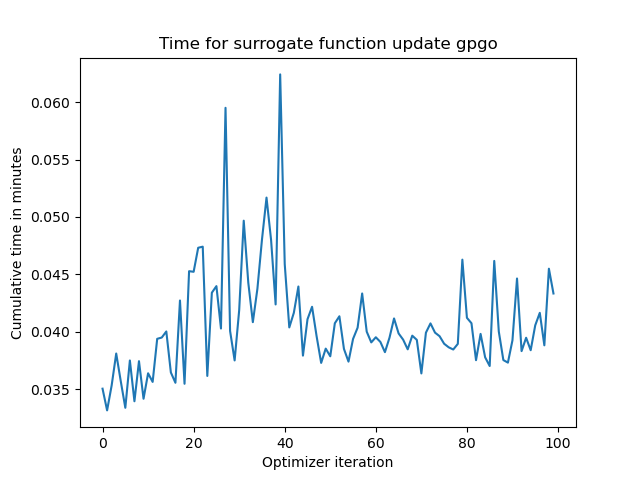 Time for surrogate function update gpgo
Cumulative time in minutes
0.060
0.055
0.050
0.045
0.040
0.035
0 20 40 60 80 100
Optimizer iteration